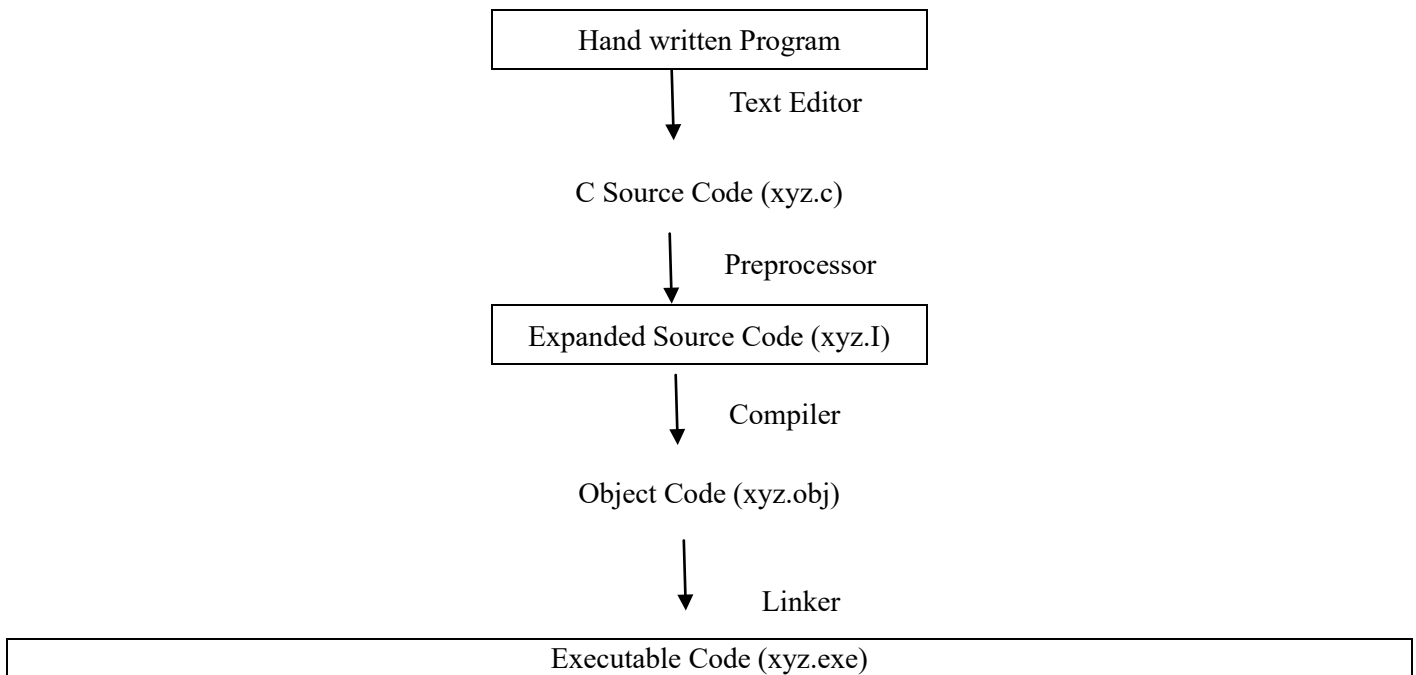 Hand written Program
Text Editor
C Source Code (xyz.c)
Preprocessor
Expanded Source Code (xyz.I)
Compiler
Object Code (xyz.obj)
Linker
Executable Code (xyz.exe)